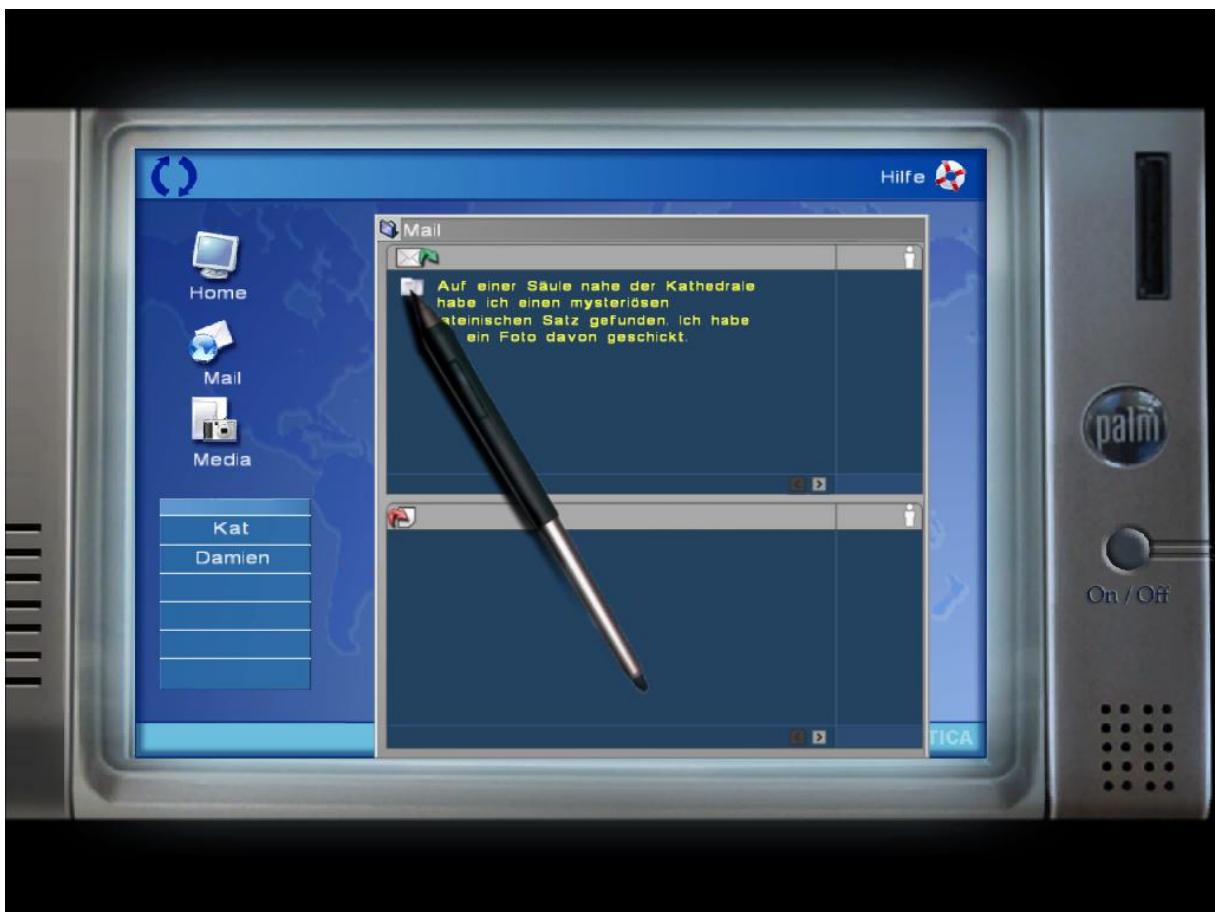 Hilfe
Mail
Home
Auf einer Säule nahe der Kathedrale
habe ich einen mysteriösen
ateinischen Satz gefunden. Ich habe
ein Foto davon geschickt.
Mail
Media
Kat
Damien
palm
On / Off
TICA